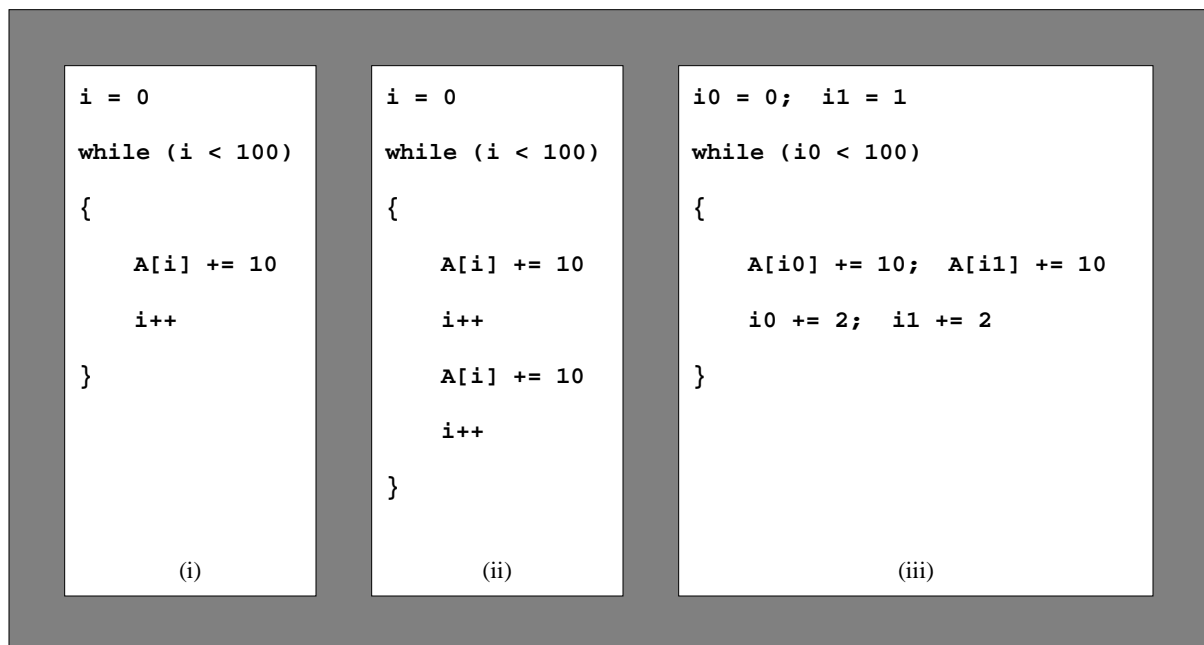 i = 0
while (i < 100)
{
A[i] += 10
i++
}
(i)
i = 0
while (i < 100)
{
A[i] += 10
i++
A[i] += 10
i++
}
(ii)
i0 = 0; i1 = 1
while (i0 < 100)
{
A[i0] += 10; A[i1] += 10
i0 += 2; i1 += 2
}
(iii)